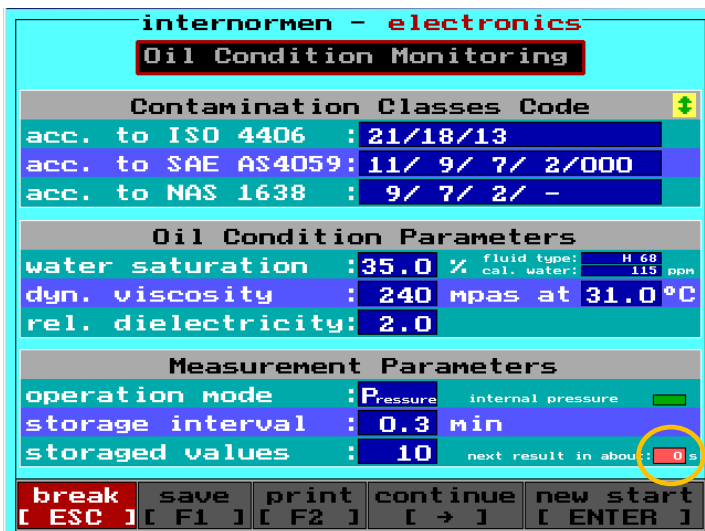 internormen - electronics
Oil Condition Monitoring
Contamination Classes Code
acc. to ISO 4406 : 21/18/13
acc. to SAE AS4059: 11/ 9/ 7/ 2/000
acc. to NAS 1638 : 9/ 7/ 2/ -
Oil Condition Parameters
water saturation :35.0 % fluid type: H 68
cal. water: 115 ppm
dyn. viscosity : 240 mpas at 31.0°C
rel. dielectricity: 2.0
Measurement Parameters
operation mode :Pressure internal pressure
storage interval : 0.3 min
storaged values : 10 next result in about: 0 s
break save print continue new start
[ ESC ] [ F1 ] [ F2 ] [ → ] [ ENTER ]